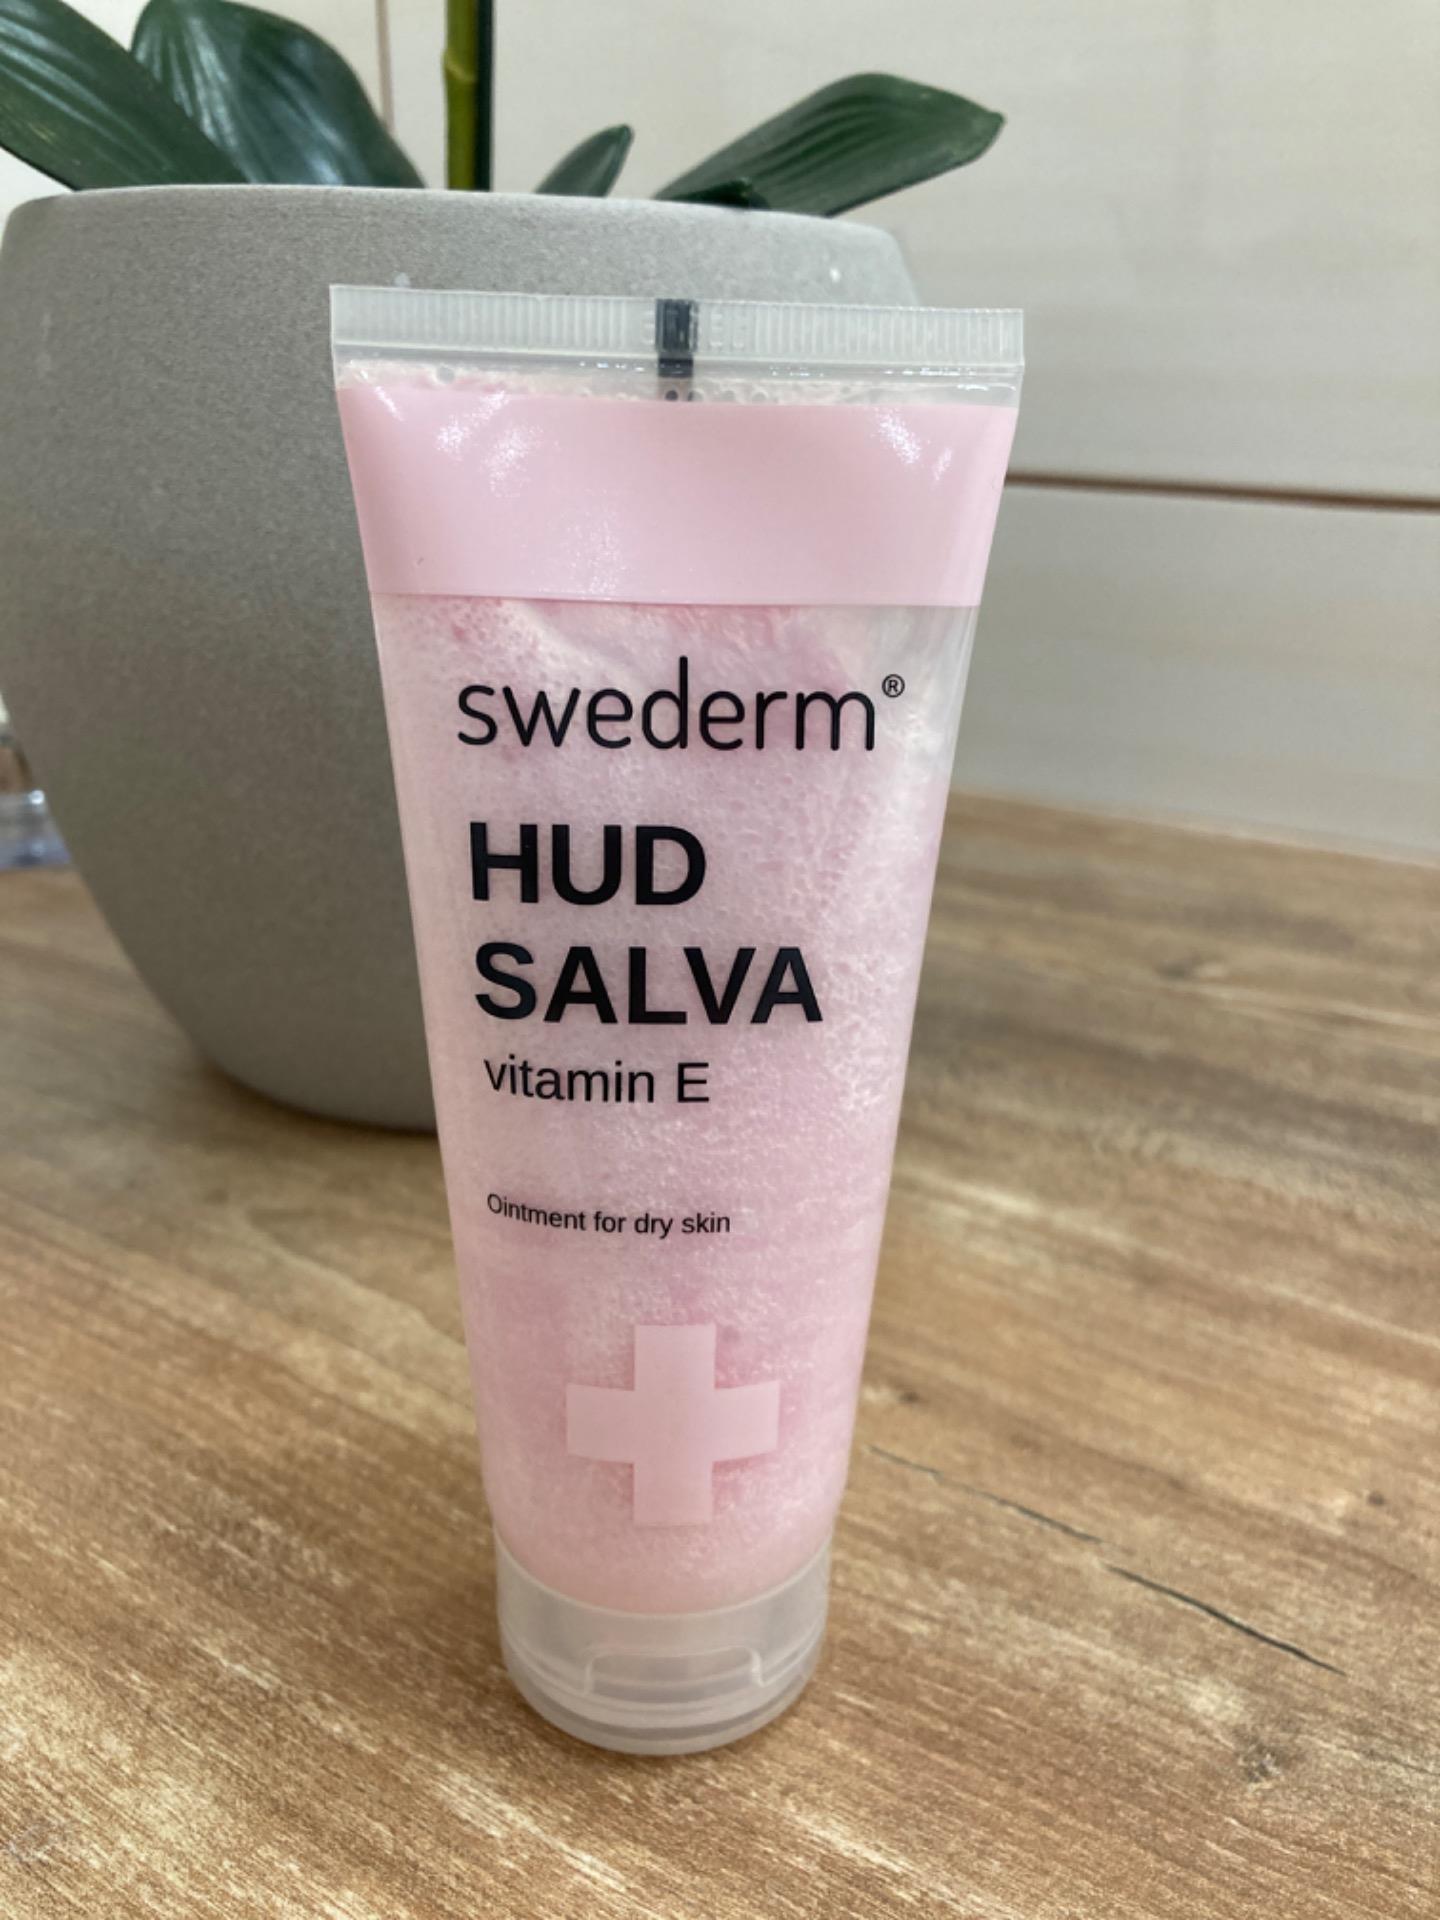 swederm®
HUD
SALVA
vitamin E
Ointment for dry skin